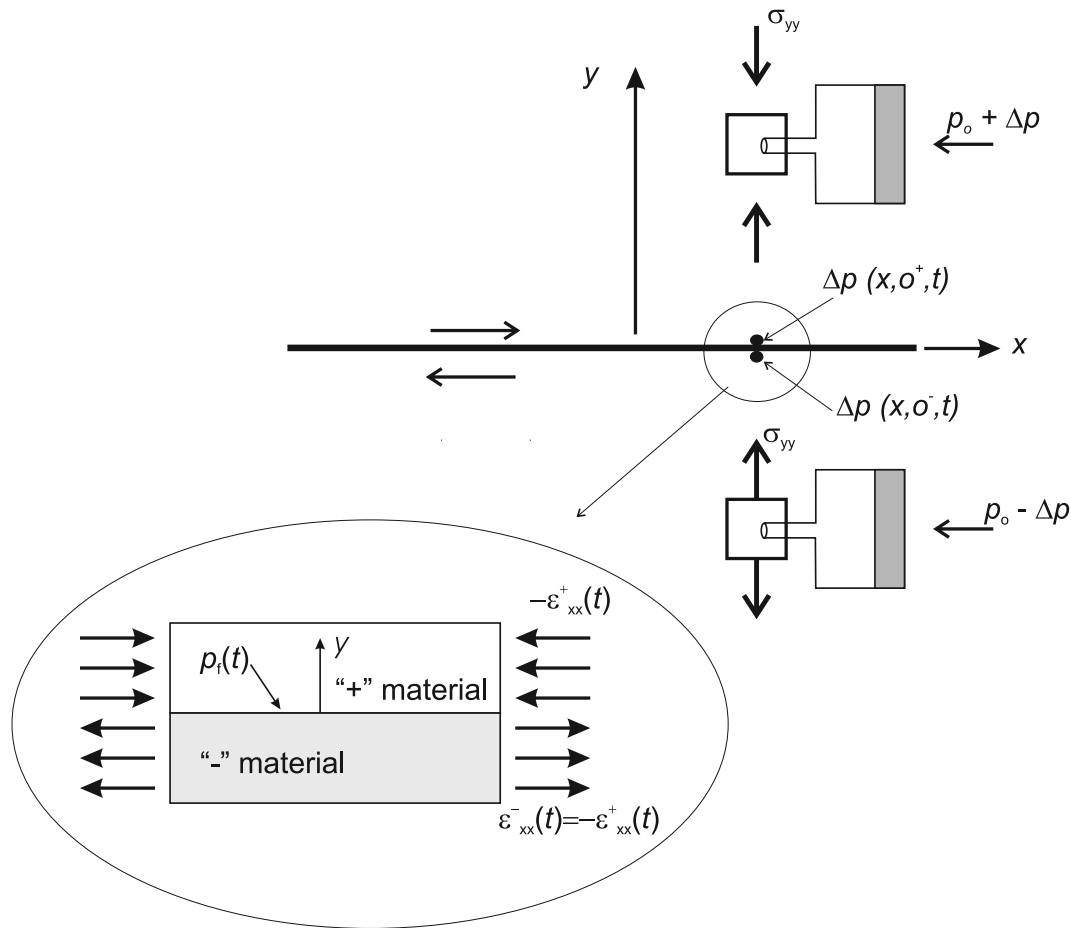 σyy
y
po + Δp
Δp (x,o+,t)
x
Δp (x,o-,t)
σyy
po - Δp
−ε+xx(t)
pf(t)
y
“+” material
“-” material
ε-xx(t)=−ε+xx(t)